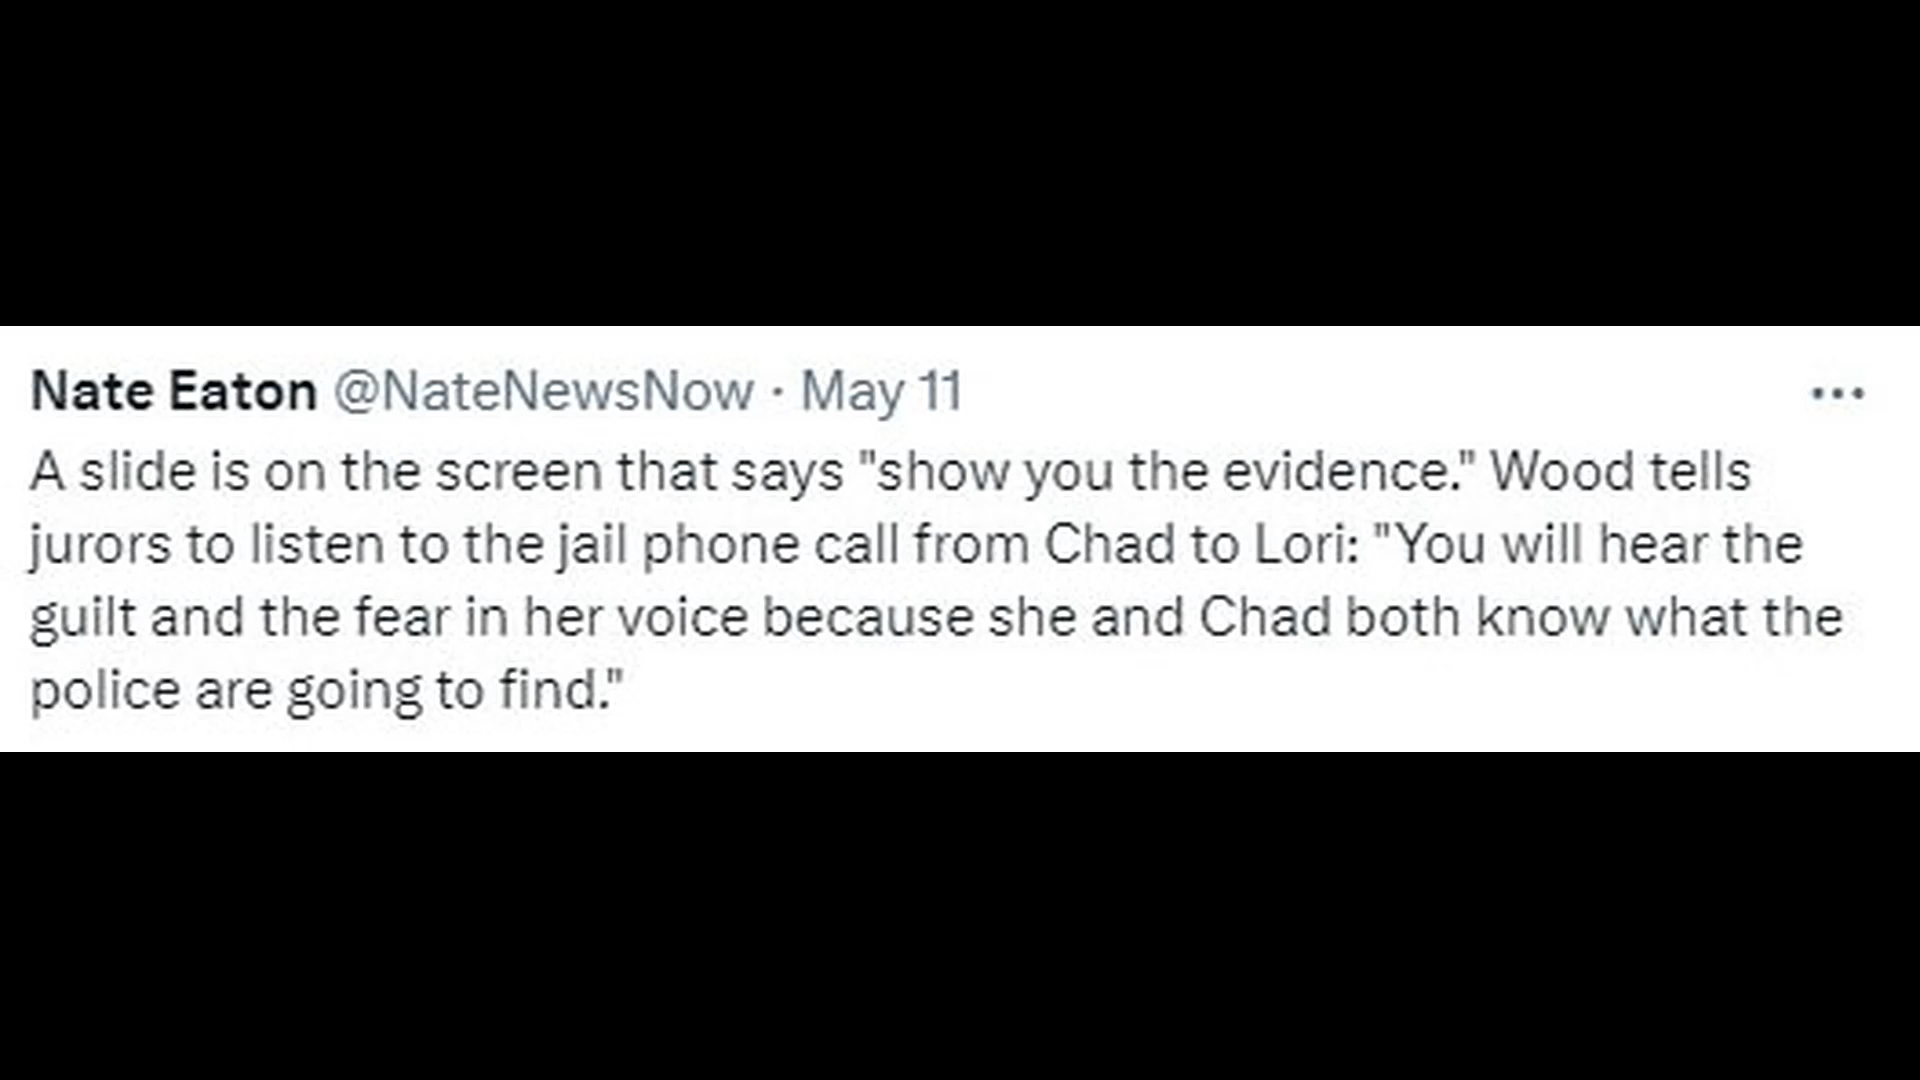 Nate Eaton @NateNewsNow · May 11 ...
A slide is on the screen that says "show you the evidence." Wood tells
jurors to listen to the jail phone call from Chad to Lori: "You will hear the
guilt and the fear in her voice because she and Chad both know what the
police are going to find."